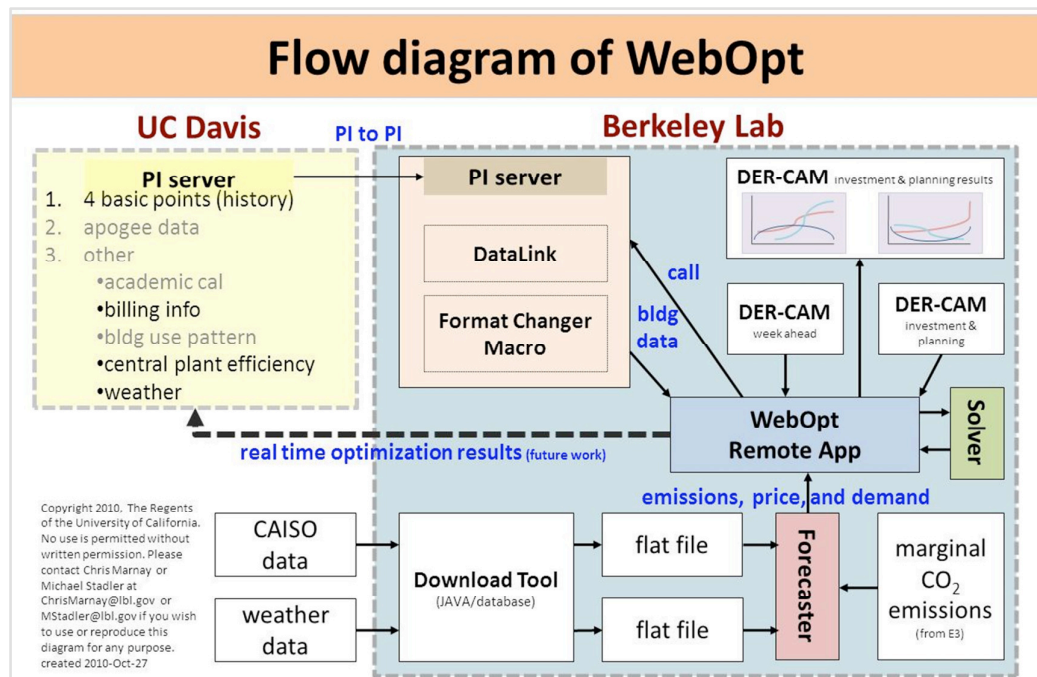 Flow diagram of WebOpt
UC Davis
PI to PI
Berkeley Lab
PI server
1. 4 basic points (history)
2. apogee data
3. other
•academic cal
•billing info
•bldg use pattern
•central plant efficiency
•weather
PI server
DataLink
Format Changer
Macro
call
bldg
data
DER-CAM investment & planning results
DER-CAM
week ahead
DER-CAM
investment &
planning
WebOpt
Remote App
Solver
real time optimization results (future work)
emissions, price, and demand
Copyright 2010, The Regents
of the University of California.
No use is permitted without
written permission. Please
contact Chris Marnay or
Michael Stadler at
ChrisMarnay@lbl.gov or
MStadler@lbl.gov if you wish
to use or reproduce this
diagram for any purpose.
created 2010-Oct-27
CAISO
data
weather
data
Download Tool
(JAVA/database)
flat file
flat file
Forecaster
marginal
CO2
emissions
(from E3)